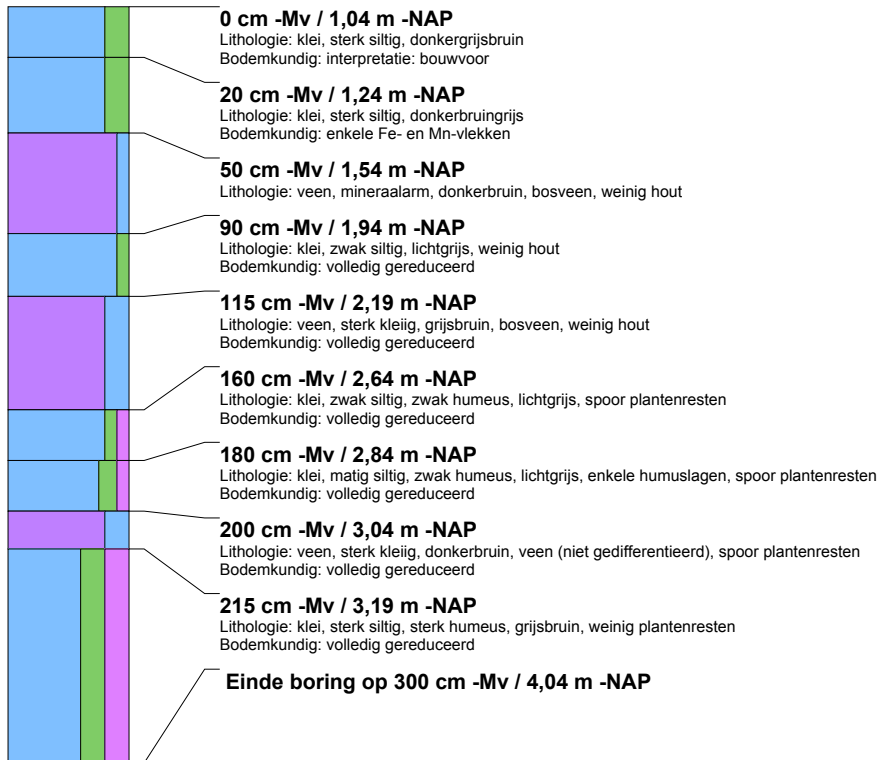 0 cm -Mv / 1,04 m -NAP
Lithologie: klei, sterk siltig, donkergrijsbruin
Bodemkundig: interpretatie: bouwvoor
20 cm -Mv / 1,24 m -NAP
Lithologie: klei, sterk siltig, donkerbruingrijs
Bodemkundig: enkele Fe- en Mn-vlekken
50 cm -Mv / 1,54 m -NAP
Lithologie: veen, mineraalarm, donkerbruin, bosveen, weinig hout
90 cm -Mv / 1,94 m -NAP
Lithologie: klei, zwak siltig, lichtgrijs, weinig hout
Bodemkundig: volledig gereduceerd
115 cm -Mv / 2,19 m -NAP
Lithologie: veen, sterk kleiig, grijsbruin, bosveen, weinig hout
Bodemkundig: volledig gereduceerd
160 cm -Mv / 2,64 m -NAP
Lithologie: klei, zwak siltig, zwak humeus, lichtgrijs, spoor plantenresten
Bodemkundig: volledig gereduceerd
180 cm -Mv / 2,84 m -NAP
Lithologie: klei, matig siltig, zwak humeus, lichtgrijs, enkele humuslagen, spoor plantenresten
Bodemkundig: volledig gereduceerd
200 cm -Mv / 3,04 m -NAP
Lithologie: veen, sterk kleiig, donkerbruin, veen (niet gedifferentieerd), spoor plantenresten
Bodemkundig: volledig gereduceerd
215 cm -Mv / 3,19 m -NAP
Lithologie: klei, sterk siltig, sterk humeus, grijsbruin, weinig plantenresten
Bodemkundig: volledig gereduceerd
Einde boring op 300 cm -Mv / 4,04 m -NAP